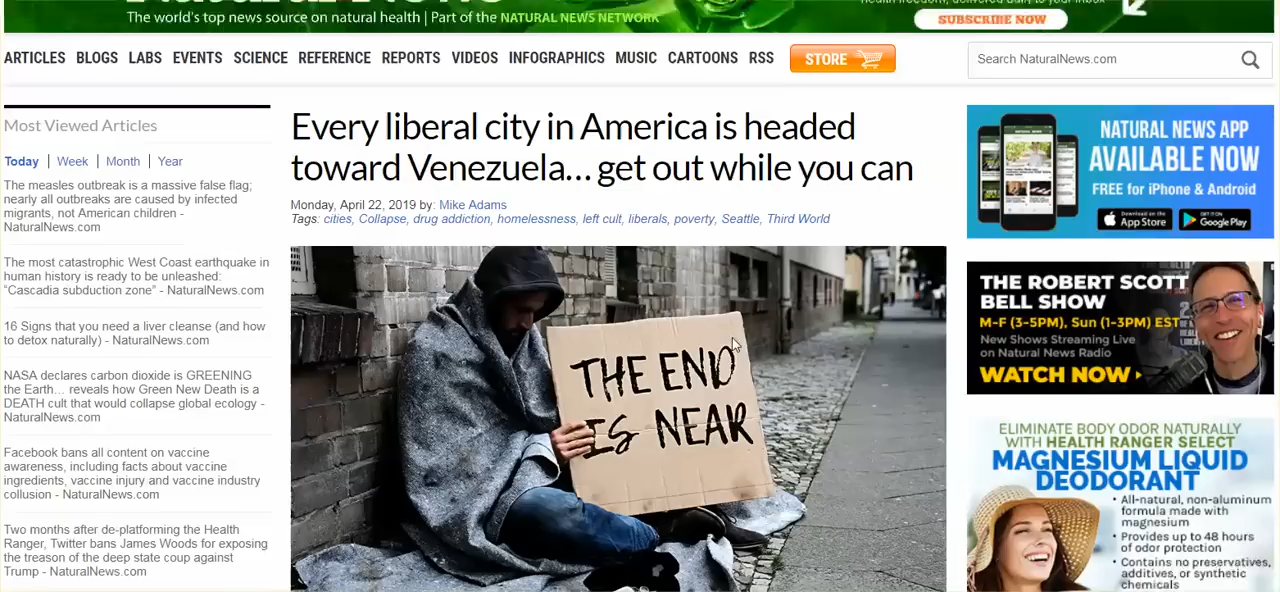 The world's top news source on natural health | Part of the NATURAL NEWS NETWORK
SUBSCRIBE NOW
ARTICLES BLOGS LABS EVENTS SCIENCE REFERENCE REPORTS VIDEOS INFOGRAPHICS MUSIC CARTOONS RSS STORE
Search NaturalNews.com
Most Viewed Articles
Today | Week | Month | Year
The measles outbreak is a massive false flag;
nearly all outbreaks are caused by infected
migrants, not American children -
NaturalNews.com
The most catastrophic West Coast earthquake in
human history is ready to be unleashed:
“Cascadia subduction zone” - NaturalNews.com
16 Signs that you need a liver cleanse (and how
to detox naturally) - NaturalNews.com
NASA declares carbon dioxide is GREENING
the Earth… reveals how Green New Death is a
DEATH cult that would collapse global ecology -
NaturalNews.com
Facebook bans all content on vaccine
awareness, including facts about vaccine
ingredients, vaccine injury and vaccine industry
collusion - NaturalNews.com
Two months after de-platforming the Health
Ranger, Twitter bans James Woods for exposing
the treason of the deep state coup against
Trump - NaturalNews.com
Every liberal city in America is headed
toward Venezuela… get out while you can
Monday, April 22, 2019 by: Mike Adams
Tags: cities, Collapse, drug addiction, homelessness, left cult, liberals, poverty, Seattle, Third World
THE END
IS NEAR
NATURAL NEWS APP
AVAILABLE NOW
FREE for iPhone & Android
Download on the
App Store
GET IT ON
Google Play
THE ROBERT SCOTT
BELL SHOW
M-F (3-5PM), Sun (1-3PM) EST
New Shows Streaming Live
on Natural News Radio
WATCH NOW
ELIMINATE BODY ODOR NATURALLY
WITH HEALTH RANGER SELECT
MAGNESIUM LIQUID
DEODORANT
• All-natural, non-aluminum
formula made with
magnesium
• Provides up to 48 hours
of odor protection
• Contains no preservatives,
additives, or synthetic
chemicals